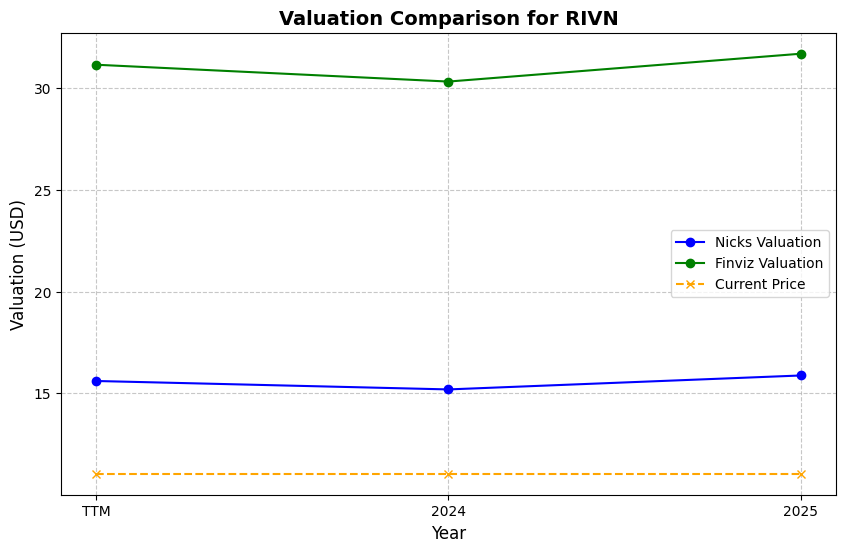 Valuation Comparison for RIVN
Valuation (USD)
30
25
20
15
Nicks Valuation
Finviz Valuation
Current Price
TTM
2024
2025
Year